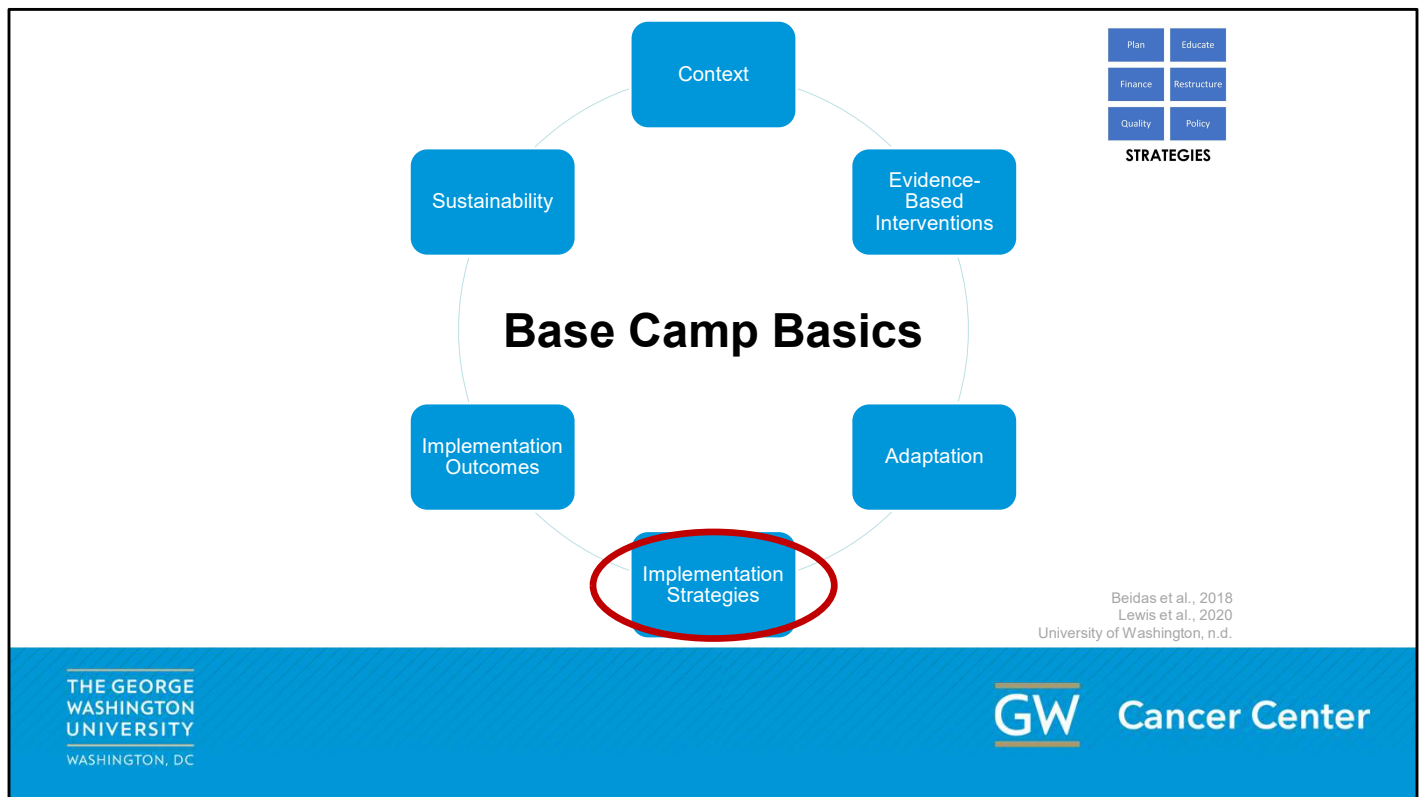 Context
Plan
Educate
Finance
Restructure
Quality
Policy
STRATEGIES
Sustainability
Evidence-
Based
Interventions
Base Camp Basics
Implementation
Outcomes
Adaptation
Implementation
Strategies
Beidas et al., 2018
Lewis et al., 2020
University of Washington, n.d.
THE GEORGE
WASHINGTON
UNIVERSITY
WASHINGTON, DC
GW Cancer Center